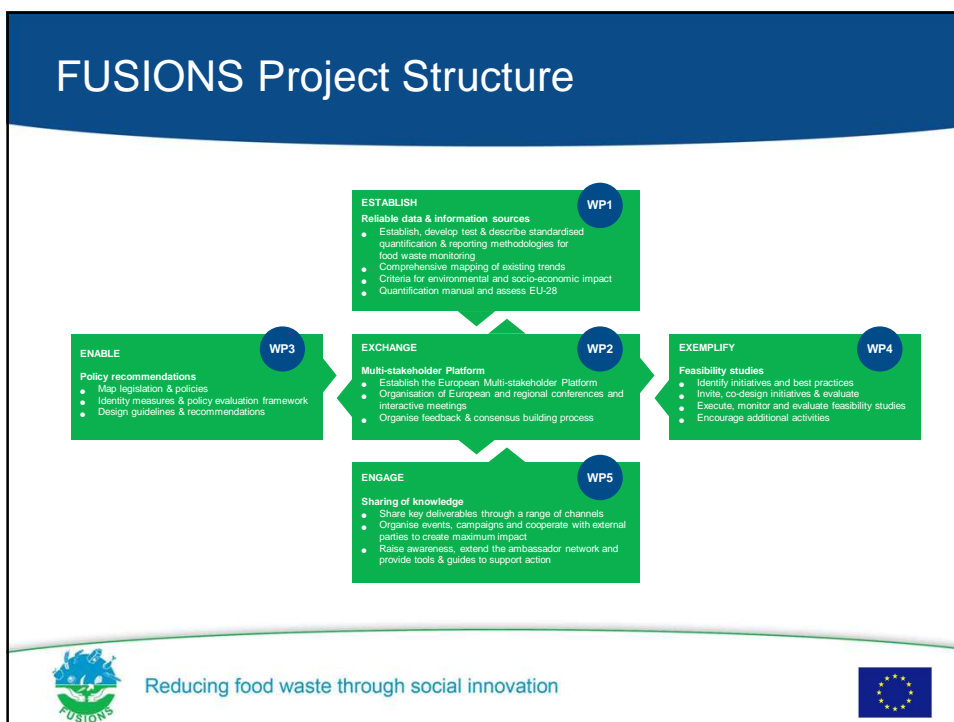 FUSIONS Project Structure
ESTABLISH
WP1
Reliable data & information sources
● Establish, develop test & describe standardised
quantification & reporting methodologies for
food waste monitoring
● Comprehensive mapping of existing trends
● Criteria for environmental and socio-economic impact
● Quantification manual and assess EU-28
ENABLE
WP3
Policy recommendations
● Map legislation & policies
● Identity measures & policy evaluation framework
● Design guidelines & recommendations
EXCHANGE
WP2
Multi-stakeholder Platform
● Establish the European Multi-stakeholder Platform
● Organisation of European and regional conferences and
interactive meetings
● Organise feedback & consensus building process
EXEMPLIFY
WP4
Feasibility studies
● Identify initiatives and best practices
● Invite, co-design initiatives & evaluate
● Execute, monitor and evaluate feasibility studies
● Encourage additional activities
ENGAGE
WP5
Sharing of knowledge
● Share key deliverables through a range of channels
● Organise events, campaigns and cooperate with external
parties to create maximum impact
● Raise awareness, extend the ambassador network and
provide tools & guides to support action
FUSIONS
Reducing food waste through social innovation